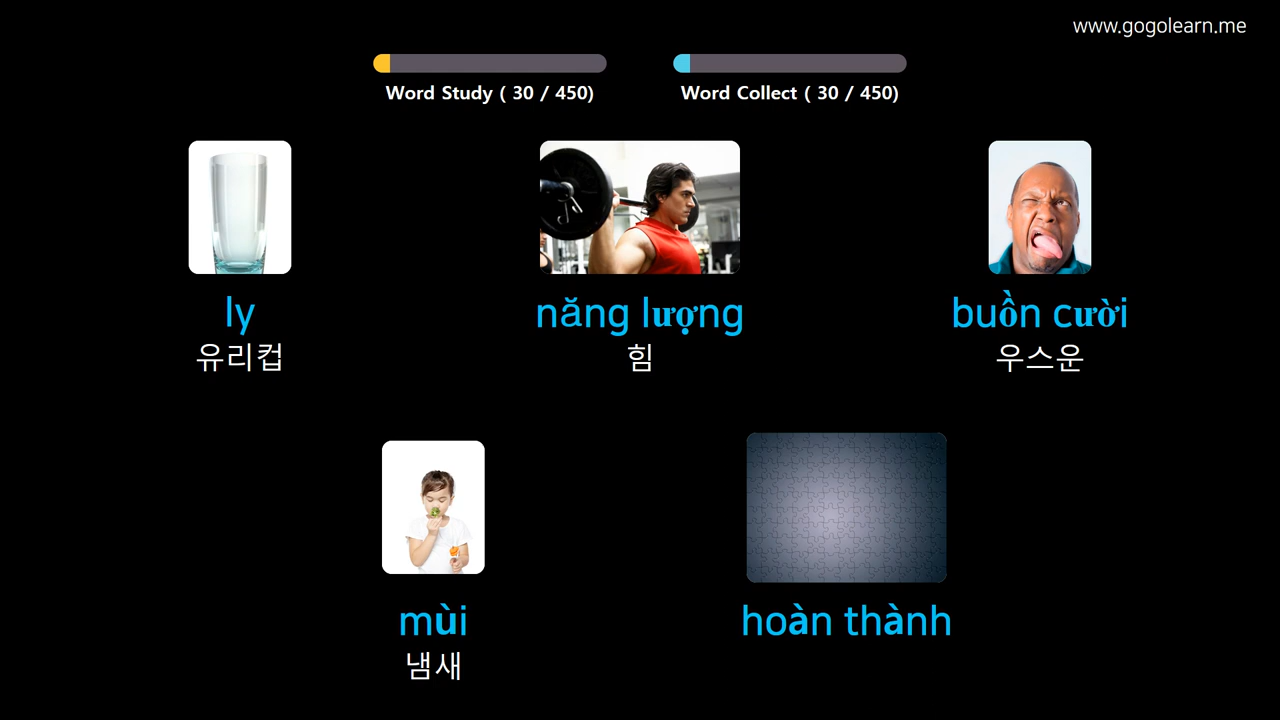 www.gogolearn.me
Word Study ( 30 / 450)
Word Collect ( 30 / 450)
ly
năng lượng
buồn cười
유리컵
힘
우스운
mùi
hoàn thành
냄새